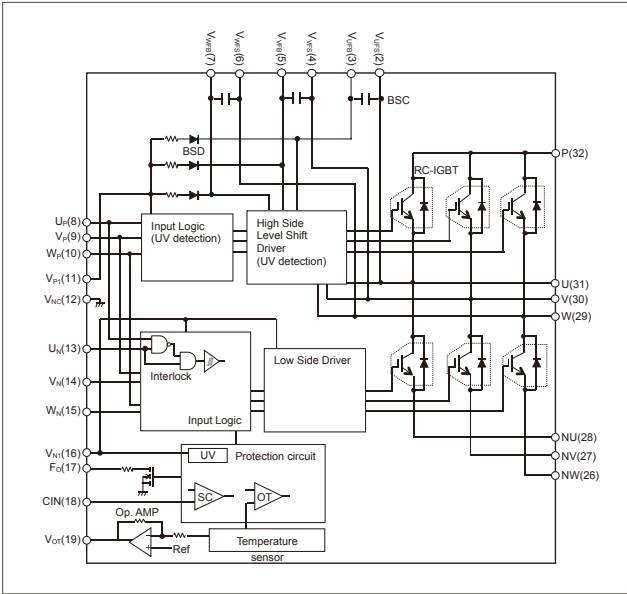 VWFB(7)
VWFS(6)
VVFB(5)
VVFS(4)
VUFB(3)
VUFS(2)
BSC
BSD
P(32)
RC-IGBT
UP(8)
VP(9)
WP(10)
VP1(11)
VNC(12)
Input Logic
(UV detection)
High Side
Level Shift
Driver
(UV detection)
U(31)
V(30)
W(29)
UN(13)
VN(14)
WN(15)
Interlock
Input Logic
Low Side Driver
NU(28)
NV(27)
NW(26)
VN1(16)
FO(17)
CIN(18)
VOT(19)
UV
Protection circuit
SC
OT
Op. AMP
Ref
Temperature
sensor